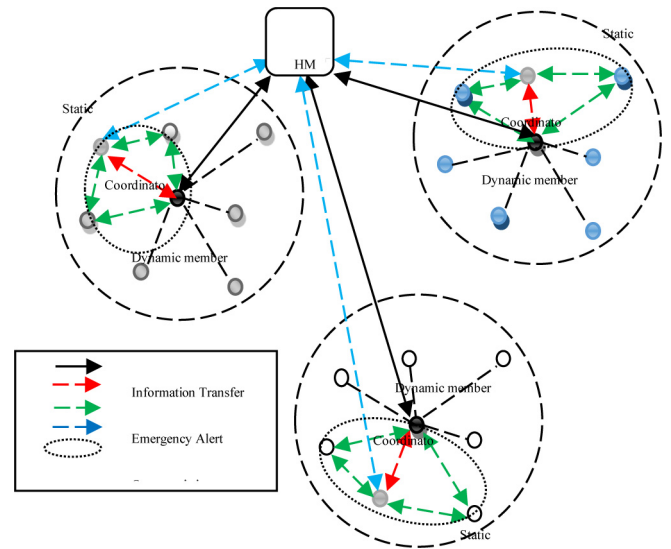 HM
Static
Coordinato
Dynamic member
Static
Coordinato
Dynamic member
Dynamic member
Coordinato
Static
Information Transfer
Emergency Alert